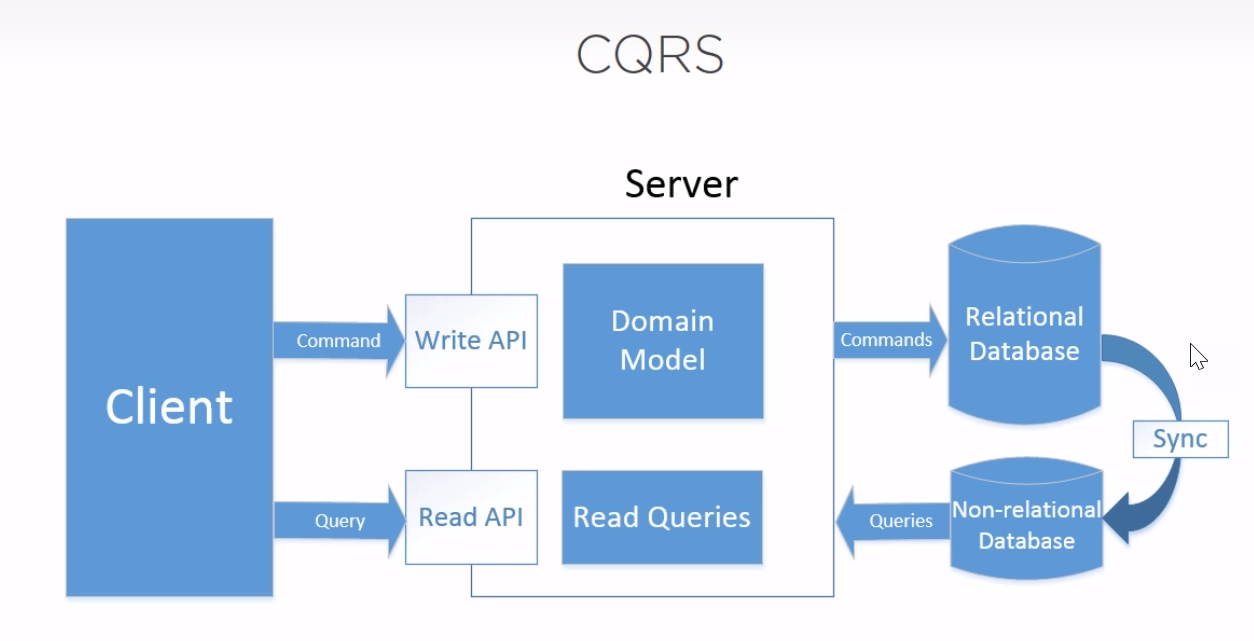 CQRS
Server
Client
Command
Write API
Domain
Model
Commands
Relational
Database
Sync
Query
Read API
Read Queries
Queries
Non-relational
Database